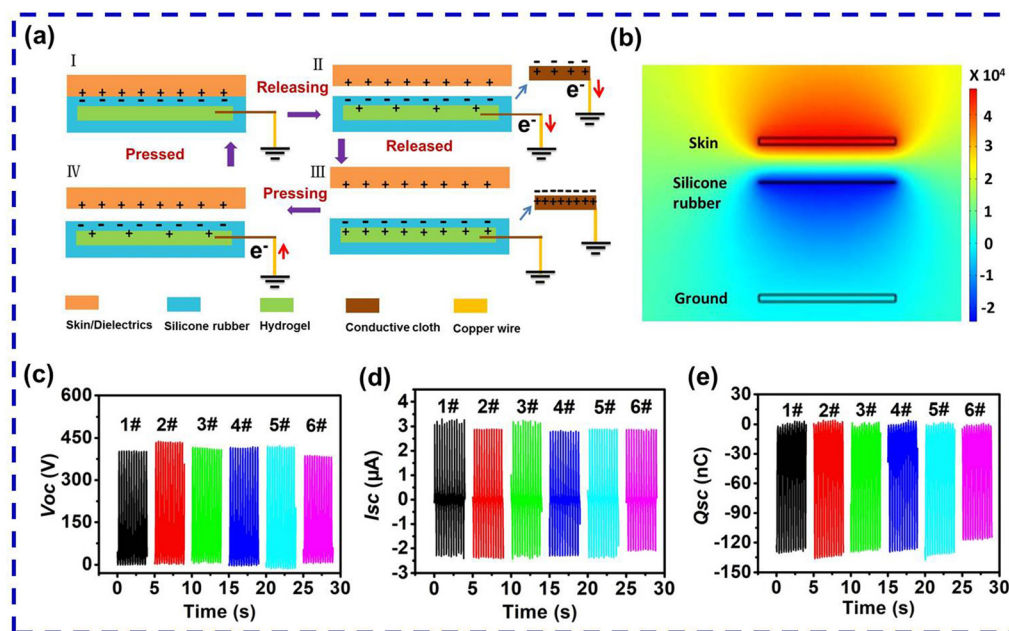 (a)
I
Releasing
II
e-
e-
Pressed
Released
IV
Pressing
III
e-
Skin/Dielectrics
Silicone rubber
Hydrogel
Conductive cloth
Copper wire
(b)
X 10⁴
Skin
Silicone
rubber
Ground
4
3
2
1
0
-1
-2
(c)
600
450
300
150
0
Voc (V)
1# 2# 3# 4# 5# 6#
0 5 10 15 20 25 30
Time (s)
(d)
4
3
2
1
0
-1
-2
-3
Isc (µA)
1# 2# 3# 4# 5# 6#
0 5 10 15 20 25 30
Time (s)
(e)
30
0
-30
-60
-90
-120
-150
Qsc (nC)
1# 2# 3# 4# 5# 6#
0 5 10 15 20 25 30
Time (s)